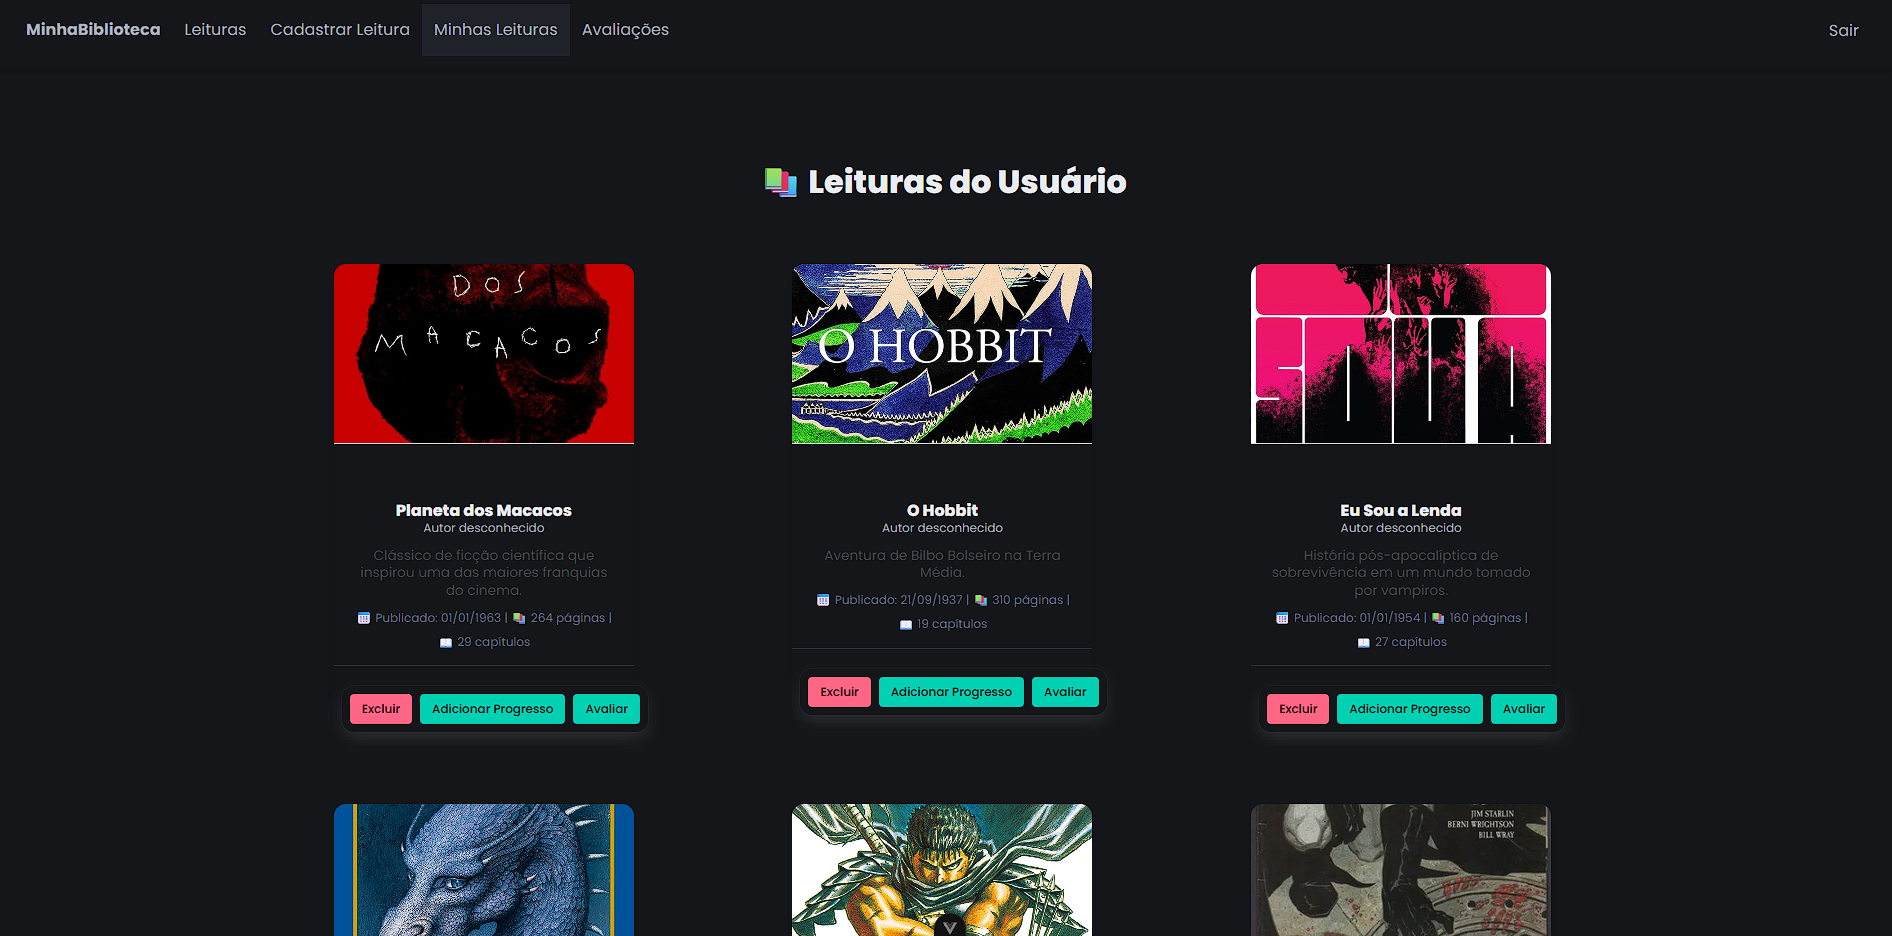 MinhaBiblioteca Leituras Cadastrar Leitura Minhas Leituras Avaliações Sair
Leituras do Usuário
DOS
MACACOS
O HOBBIT
Planeta dos Macacos
Autor desconhecido
Clássico de ficção científica que
inspirou uma das maiores franquias
do cinema.
Publicado: 01/01/1963 | 264 páginas |
29 capítulos
Excluir Adicionar Progresso Avaliar
O Hobbit
Autor desconhecido
Aventura de Bilbo Bolseiro na Terra
Média.
Publicado: 21/09/1937 | 310 páginas |
19 capítulos
Excluir Adicionar Progresso Avaliar
Eu Sou a Lenda
Autor desconhecido
História pós-apocalíptica de
sobrevivência em um mundo tomado
por vampiros.
Publicado: 01/01/1954 | 160 páginas |
27 capítulos
Excluir Adicionar Progresso Avaliar
JIM STARLIN
BERNI WRIGHTSON
BILL WRAY